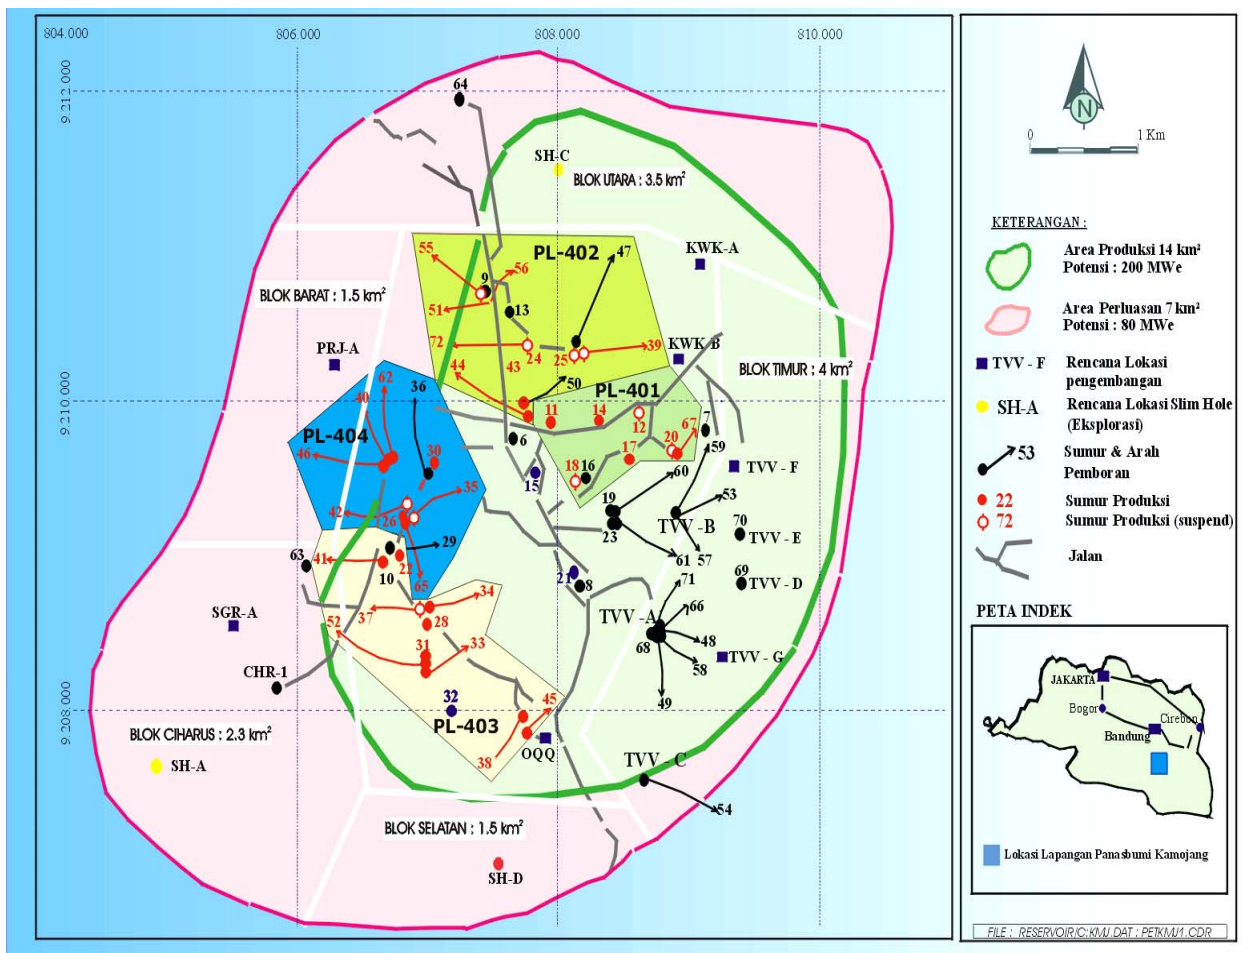 804.000
806.000
808.000
810.000
9.212.000
9.210.000
9.208.000
64
SH-C
BLOK UTARA : 3.5 km²
KWK-A
PL-402
47
55
9
56
51
13
BLOK BARAT : 1.5 km²
PRJ-A
72
24
25
39
KWK-B
43
44
50
BLOK TIMUR : 4 km²
62
36
40
PL-401
11
14
12
67
7
PL-404
6
59
46
30
17
20
18
16
60
TVV - F
15
35
53
42
26
19
TVV -B
70
TVV - E
23
29
63
41
22
10
61
57
65
21
8
71
69
TVV - D
34
SGR-A
37
28
52
TVV -A
66
31
33
68
48
58
TVV - G
CHR-1
32
45
49
PL-403
BLOK CIHARUS : 2.3 km²
OQQ
SH-A
38
TVV - C
54
BLOK SELATAN : 1.5 km²
SH-D
N
0
1 Km
KETERANGAN :
Area Produksi 14 km²
Potensi : 200 MWe
Area Perluasan 7 km²
Potensi : 80 MWe
TVV - F
Rencana Lokasi
pengembangan
SH-A
Rencana Lokasi Slim Hole
(Eksplorasi)
53
Sumur & Arah
Pemboran
22
Sumur Produksi
72
Sumur Produksi (suspend)
Jalan
PETA INDEK
JAKARTA
Bogor
Cirebon
Bandung
Lokasi Lapangan Panasbumi Kamojang
FILE : RESERVOIR/C:KMJ.DAT : PETKMJ1.CDR